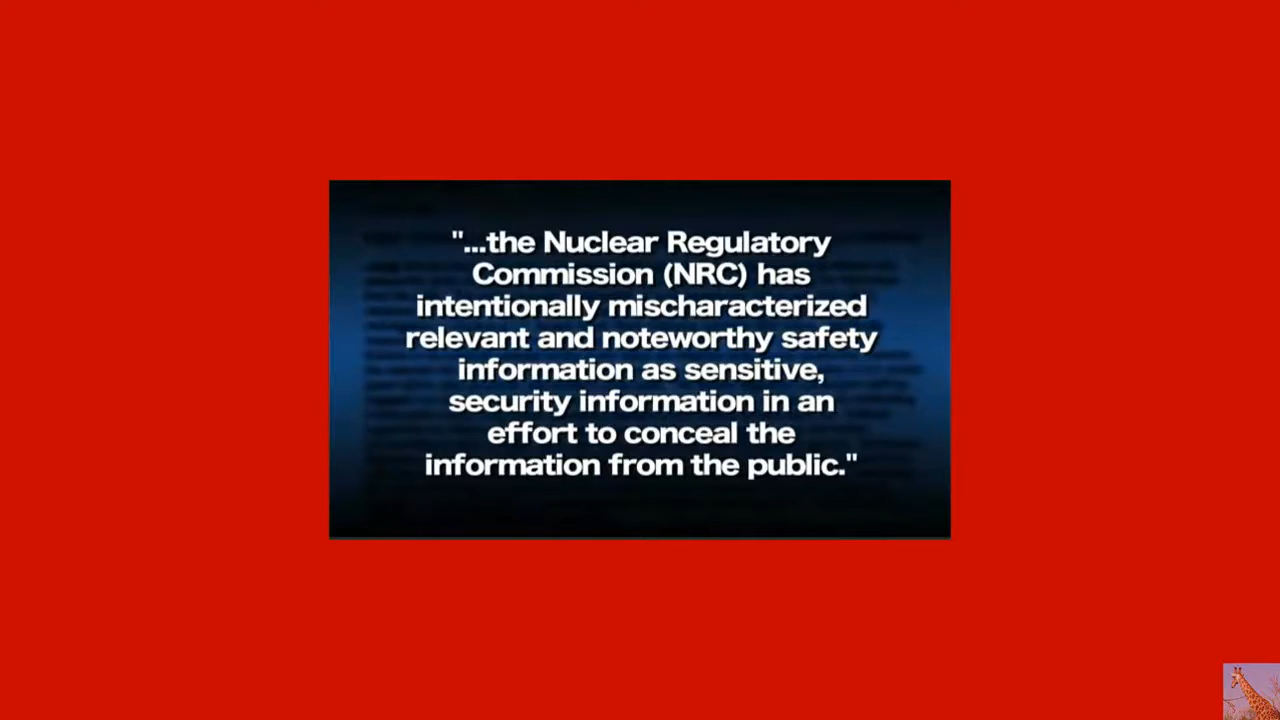 "...the Nuclear Regulatory
Commission (NRC) has
intentionally mischaracterized
relevant and noteworthy safety
information as sensitive,
security information in an
effort to conceal the
information from the public."